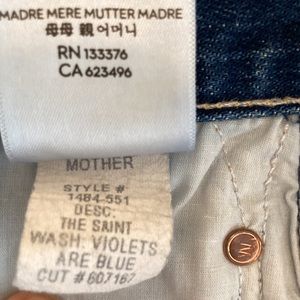 MADRE MERE MUTTER MADRE
母母 親 어머니
RN 133376
CA 623496
MOTHER
STYLE #
1484-551
DESC:
THE SAINT
WASH: VIOLETS
ARE BLUE
CUT #607167